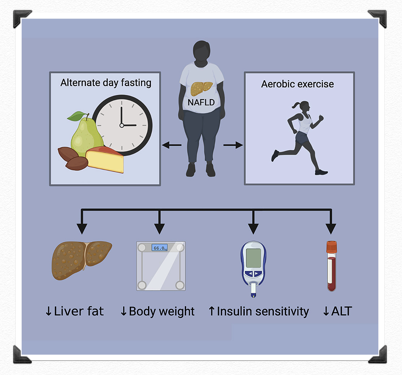 Alternate day fasting
Aerobic exercise
NAFLD
↓Liver fat
↓Body weight
↑Insulin sensitivity
↓ALT